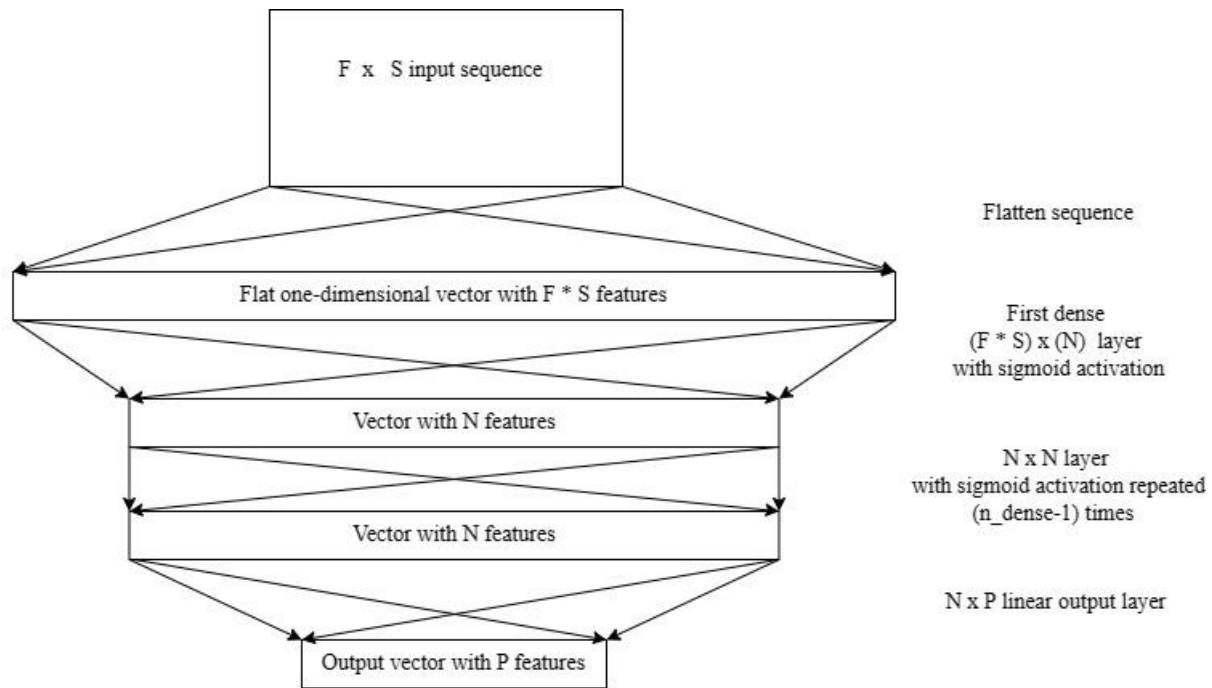 F x S input sequence
Flatten sequence
Flat one-dimensional vector with F * S features
First dense
(F * S) x (N) layer
with sigmoid activation
Vector with N features
N x N layer
with sigmoid activation repeated
(n_dense-1) times
Vector with N features
N x P linear output layer
Output vector with P features